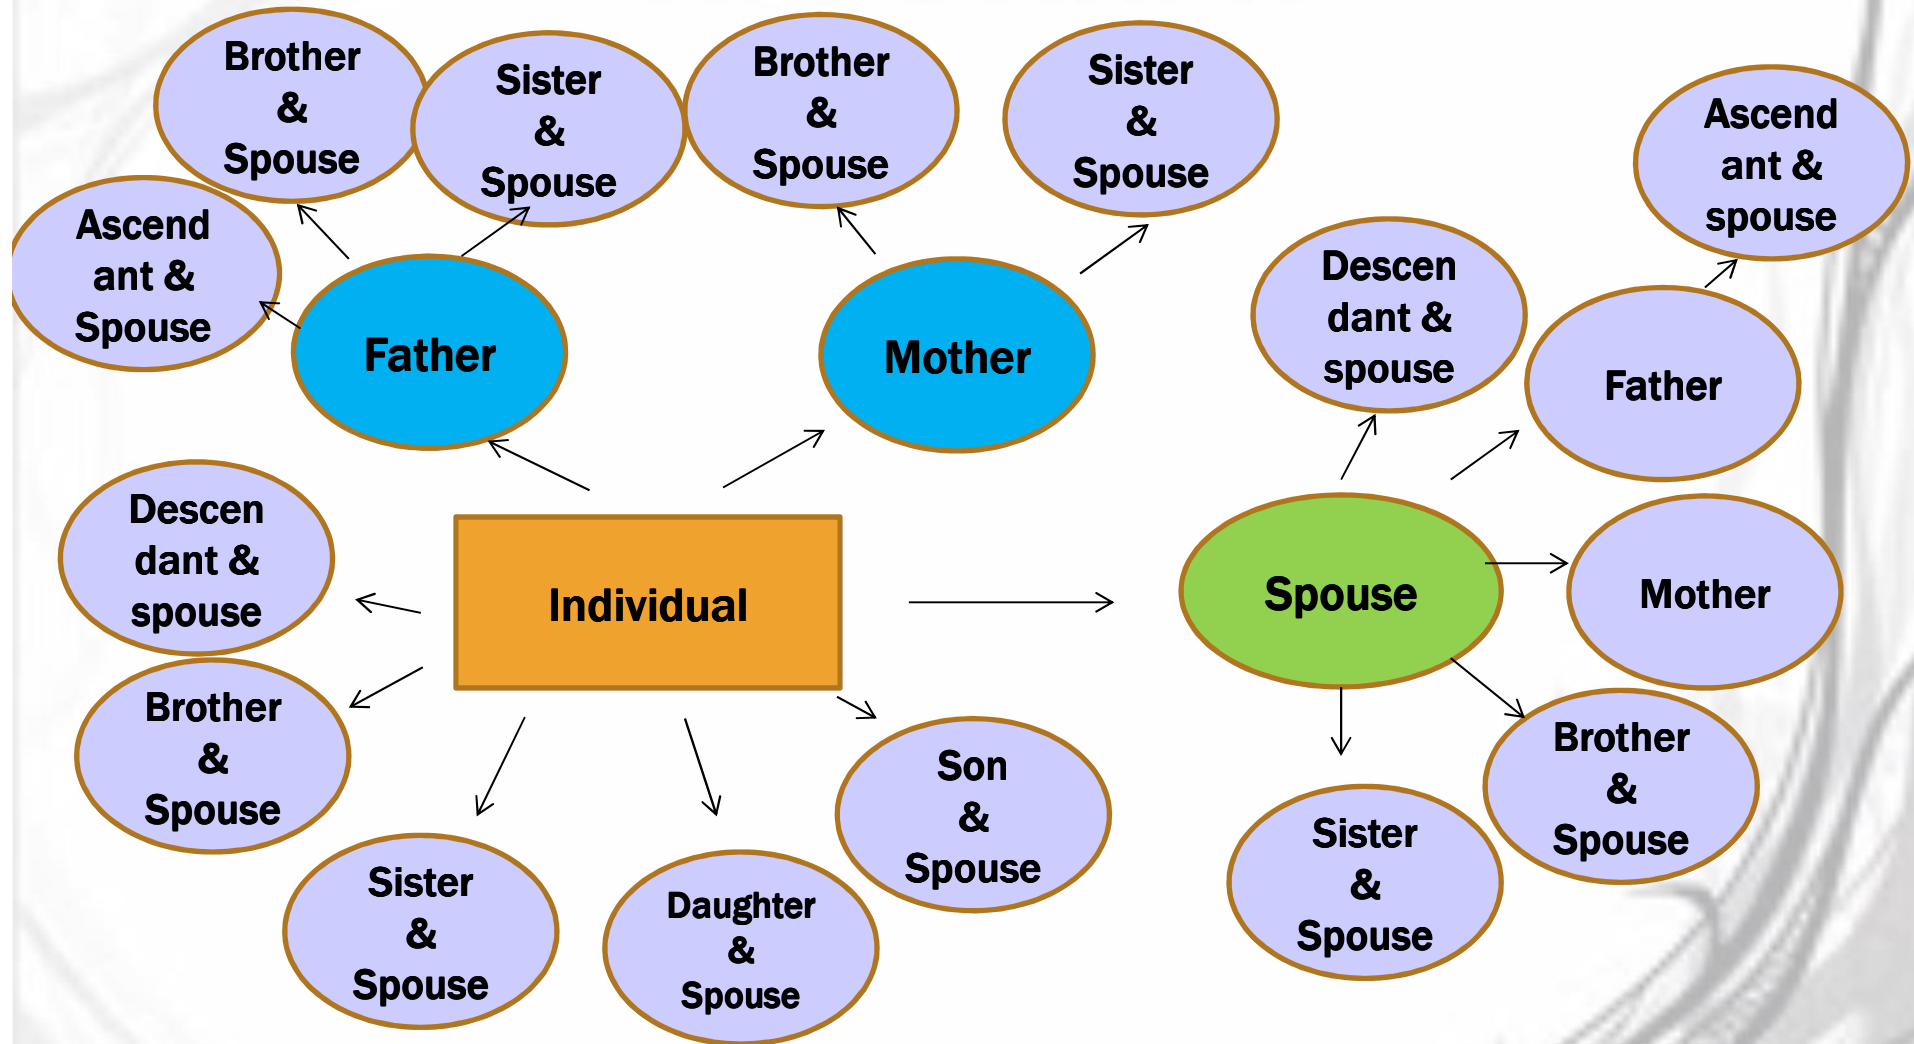 Brother
&
Spouse
Sister
&
Spouse
Brother
&
Spouse
Sister
&
Spouse
Ascend
ant &
spouse
Ascend
ant &
Spouse
Father
Mother
Descen
dant &
spouse
Father
Descen
dant &
spouse
Individual
Spouse
Mother
Brother
&
Spouse
Sister
&
Spouse
Daughter
&
Spouse
Son
&
Spouse
Sister
&
Spouse
Brother
&
Spouse